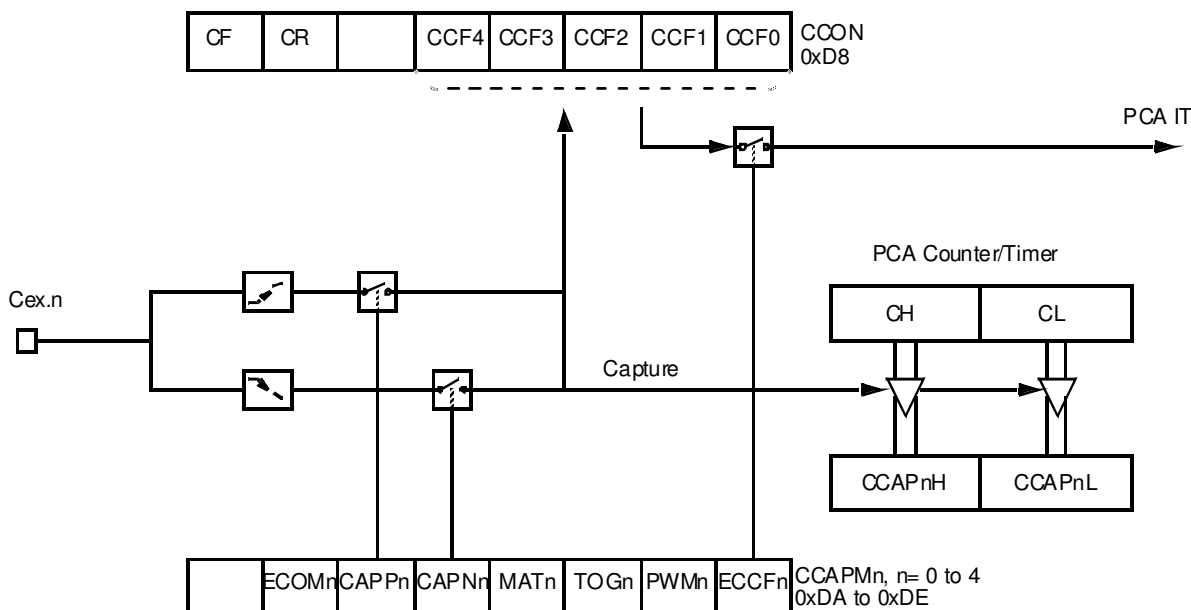 CF CR CCF4 CCF3 CCF2 CCF1 CCF0 CCON
0xD8
PCA IT
PCA Counter/Timer
Cex.n
CH CL
Capture
CCAPnH CCAPnL
ECOMn CAPPn CAPNn MATn TOGn PWMn ECCFn CCAPMn, n= 0 to 4
0xDA to 0xDE